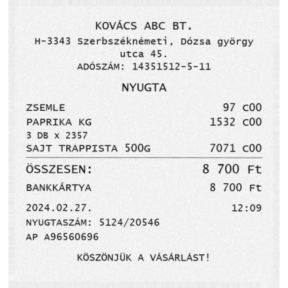 KOVÁCS ABC BT.
H-3343 Szerbszéknémeti, Dózsa györgy
utca 45.
ADÓSZÁM: 14351512-5-11
NYUGTA
ZSEMLE 97 C00
PAPRIKA KG 1532 C00
3 DB x 2357
SAJT TRAPPISTA 500G 7071 C00
ÖSSZESEN: 8 700 Ft
BANKKÁRTYA 8 700 Ft
2024.02.27. 12:09
NYUGTASZÁM: 5124/20546
AP A96560696
KÖSZÖNJÜK A VÁSÁRLÁST!